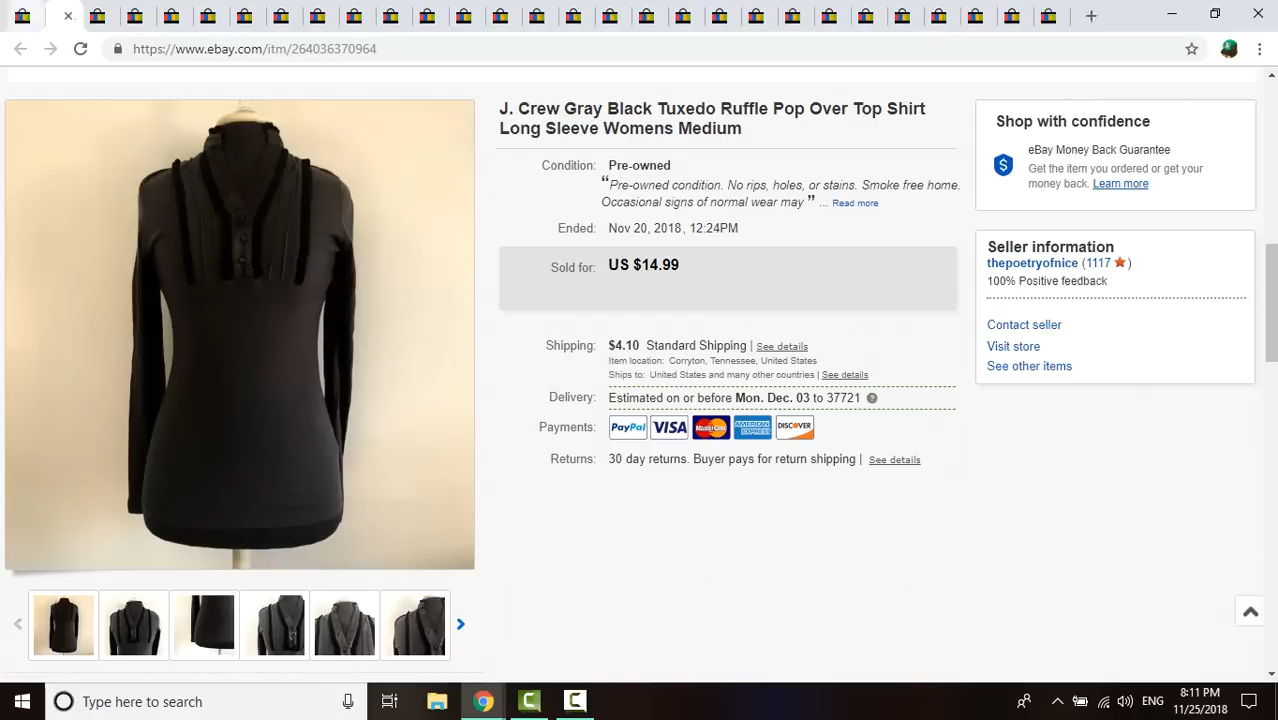 https://www.ebay.com/itm/264036370964
J. Crew Gray Black Tuxedo Ruffle Pop Over Top Shirt
Long Sleeve Womens Medium
Condition: Pre-owned
“Pre-owned condition. No rips, holes, or stains. Smoke free home.
Occasional signs of normal wear may ” ... Read more
Ended: Nov 20, 2018 , 12:24PM
Sold for: US $14.99
Shipping: $4.10 Standard Shipping | See details
Item location: Corryton, Tennessee, United States
Ships to: United States and many other countries | See details
Delivery: Estimated on or before Mon. Dec. 03 to 37721
Payments: PayPal VISA MasterCard AMERICAN EXPRESS DISCOVER
Returns: 30 day returns. Buyer pays for return shipping | See details
Shop with confidence
eBay Money Back Guarantee
Get the item you ordered or get your
money back. Learn more
Seller information
thepoetryofnice (1117 )
100% Positive feedback
Contact seller
Visit store
See other items
Type here to search
ENG
8:11 PM
11/25/2018